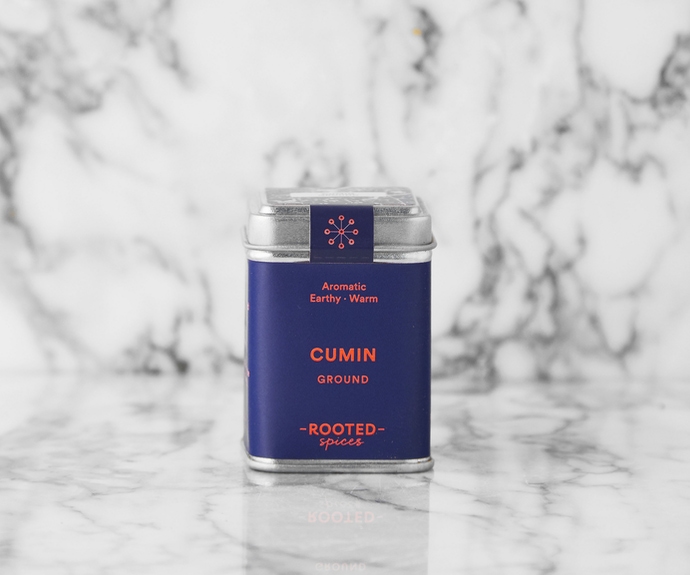 Aromatic
Earthy · Warm
CUMIN
GROUND
-ROOTED-
spices